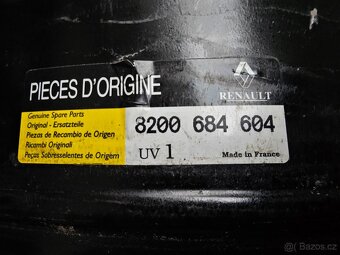 PIECES D'ORIGINE
RENAULT
Genuine Spare Parts
Original - Ersatzteile
Piezas de Recambio de Origen
Ricambi Originali
Peças Sobresselentes de Origem
8200 684 604
UV 1
Made in France
Bazos.cz